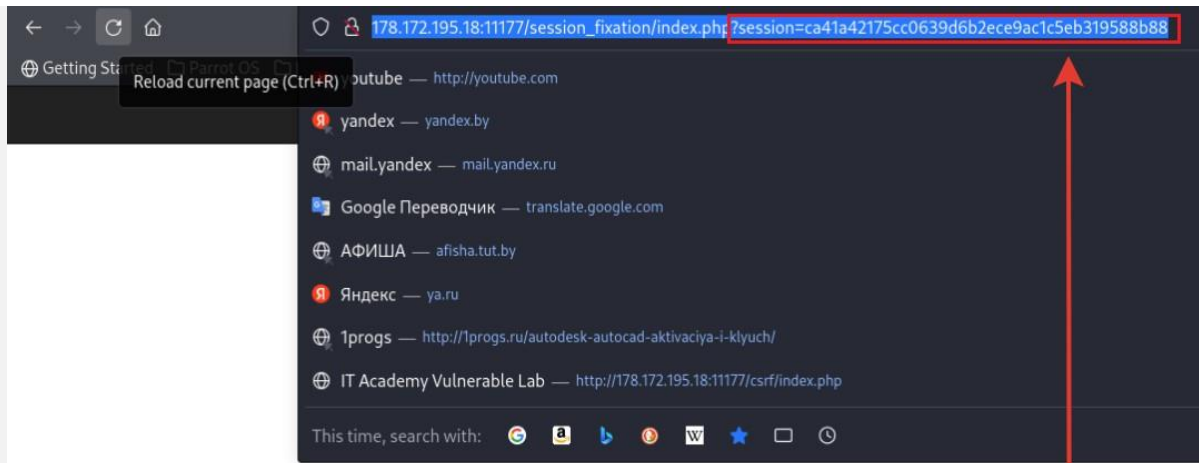 178.172.195.18:11177/session_fixation/index.php?session=ca41a42175cc0639d6b2ece9ac1c5eb319588b88
Getting Started Parrot OS
Reload current page (Ctrl+R)
youtube — http://youtube.com
yandex — yandex.by
mail.yandex — mail.yandex.ru
Google Переводчик — translate.google.com
АФИША — afisha.tut.by
Яндекс — ya.ru
1progs — http://1progs.ru/autodesk-autocad-aktivaciya-i-klyuch/
IT Academy Vulnerable Lab — http://178.172.195.18:11177/csrf/index.php
This time, search with: